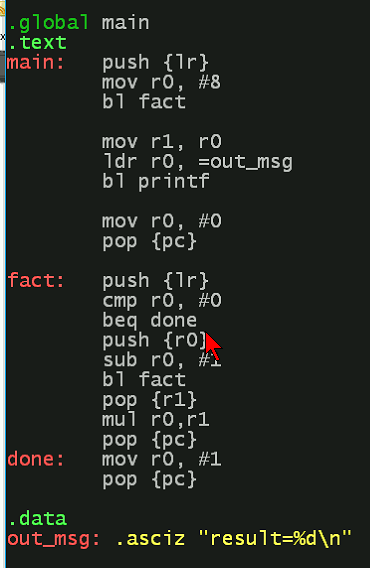 .global main
.text
main: push {lr}
mov r0, #8
bl fact
mov r1, r0
ldr r0, =out_msg
bl printf
mov r0, #0
pop {pc}
fact: push {lr}
cmp r0, #0
beq done
push {r0}
sub r0, #1
bl fact
pop {r1}
mul r0,r1
pop {pc}
done: mov r0, #1
pop {pc}
.data
out_msg: .asciz "result=%d\n"